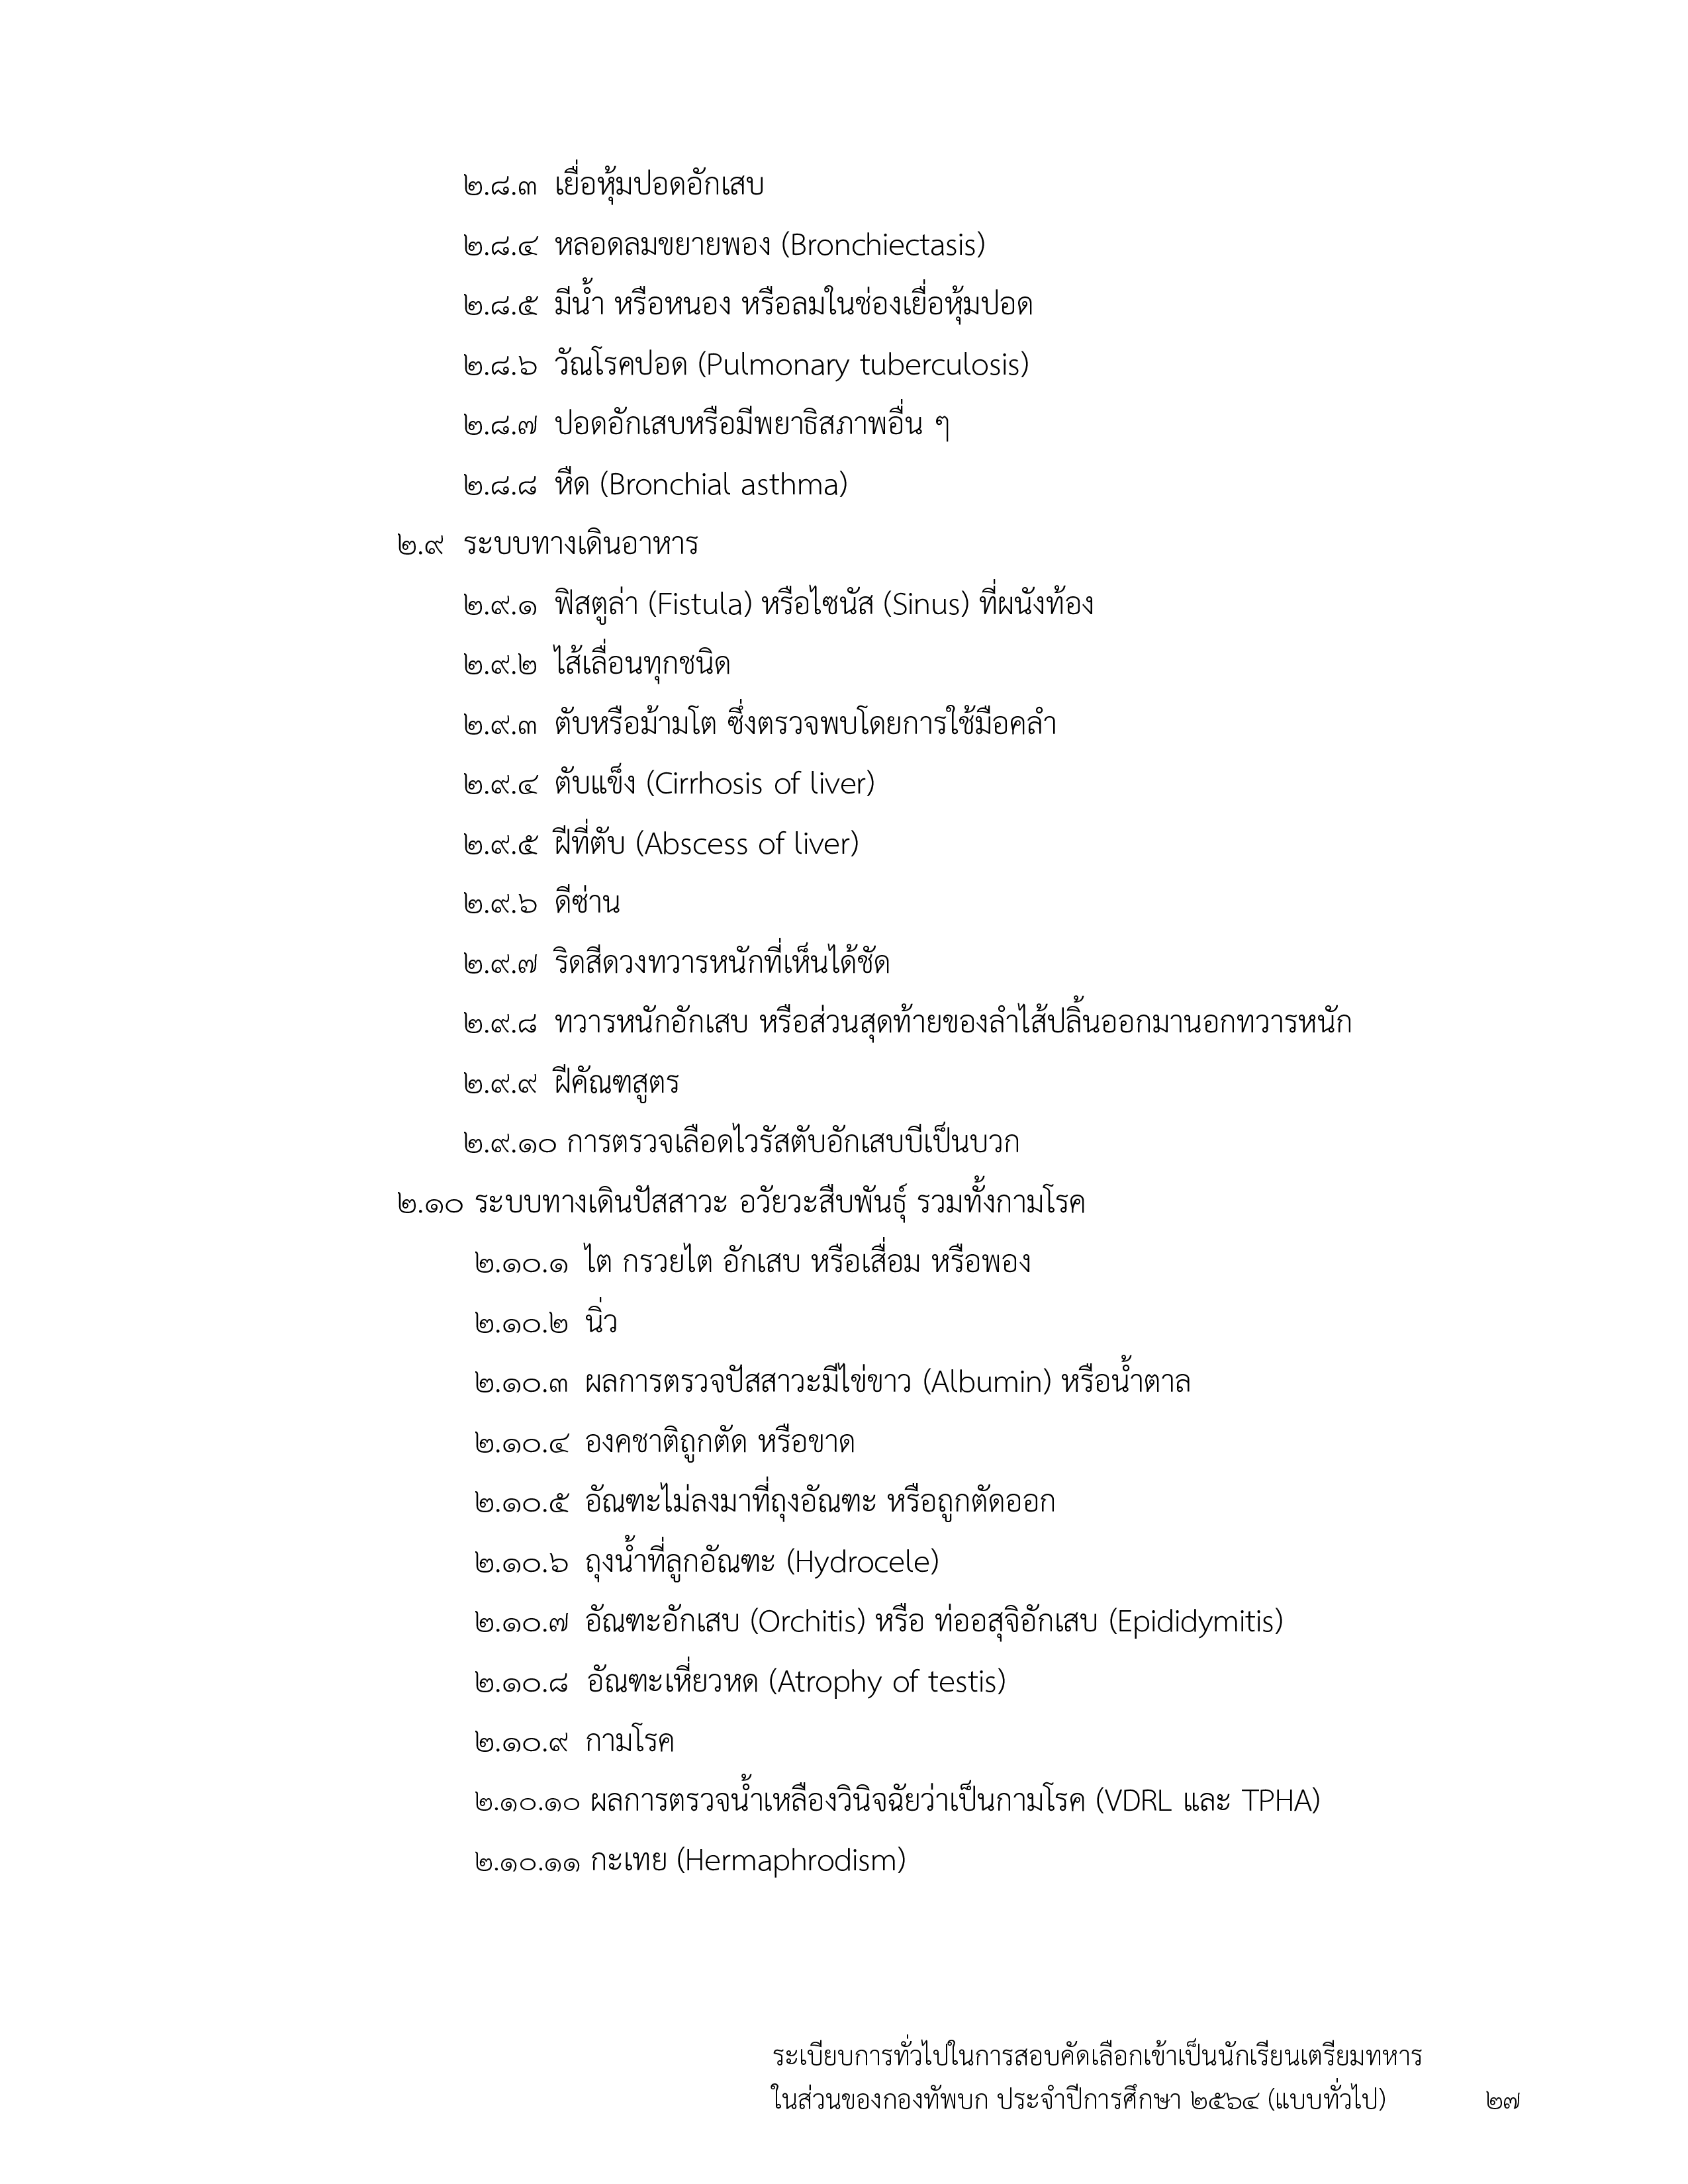 ๒.๘.๓ เยื่อหุ้มปอดอักเสบ
๒.๘.๔ หลอดลมขยายพอง (Bronchiectasis)
๒.๘.๕ มีน้ำ หรือหนอง หรือลมในช่องเยื่อหุ้มปอด
๒.๘.๖ วัณโรคปอด (Pulmonary tuberculosis)
๒.๘.๗ ปอดอักเสบหรือมีพยาธิสภาพอื่น ๆ
๒.๘.๘ หืด (Bronchial asthma)
๒.๙ ระบบทางเดินอาหาร
๒.๙.๑ ฟิสตูล่า (Fistula) หรือไซนัส (Sinus) ที่ผนังท้อง
๒.๙.๒ ไส้เลื่อนทุกชนิด
๒.๙.๓ ตับหรือม้ามโต ซึ่งตรวจพบโดยการใช้มือคลำ
๒.๙.๔ ตับแข็ง (Cirrhosis of liver)
๒.๙.๕ ฝีที่ตับ (Abscess of liver)
๒.๙.๖ ดีซ่าน
๒.๙.๗ ริดสีดวงทวารหนักที่เห็นได้ชัด
๒.๙.๘ ทวารหนักอักเสบ หรือส่วนสุดท้ายของลำไส้ปลิ้นออกมานอกทวารหนัก
๒.๙.๙ ฝีคัณฑสูตร
๒.๙.๑๐ การตรวจเลือดไวรัสตับอักเสบบีเป็นบวก
๒.๑๐ ระบบทางเดินปัสสาวะ อวัยวะสืบพันธุ์ รวมทั้งกามโรค
๒.๑๐.๑ ไต กรวยไต อักเสบ หรือเสื่อม หรือพอง
๒.๑๐.๒ นิ่ว
๒.๑๐.๓ ผลการตรวจปัสสาวะมีไข่ขาว (Albumin) หรือน้ำตาล
๒.๑๐.๔ องคชาติถูกตัด หรือขาด
๒.๑๐.๕ อัณฑะไม่ลงมาที่ถุงอัณฑะ หรือถูกตัดออก
๒.๑๐.๖ ถุงน้ำที่ลูกอัณฑะ (Hydrocele)
๒.๑๐.๗ อัณฑะอักเสบ (Orchitis) หรือ ท่ออสุจิอักเสบ (Epididymitis)
๒.๑๐.๘ อัณฑะเหี่ยวหด (Atrophy of testis)
๒.๑๐.๙ กามโรค
๒.๑๐.๑๐ ผลการตรวจน้ำเหลืองวินิจฉัยว่าเป็นกามโรค (VDRL และ TPHA)
๒.๑๐.๑๑ กะเทย (Hermaphrodism)
ระเบียบการทั่วไปในการสอบคัดเลือกเข้าเป็นนักเรียนเตรียมทหาร
ในส่วนของกองทัพบก ประจำปีการศึกษา ๒๕๖๔ (แบบทั่วไป) ๒๗